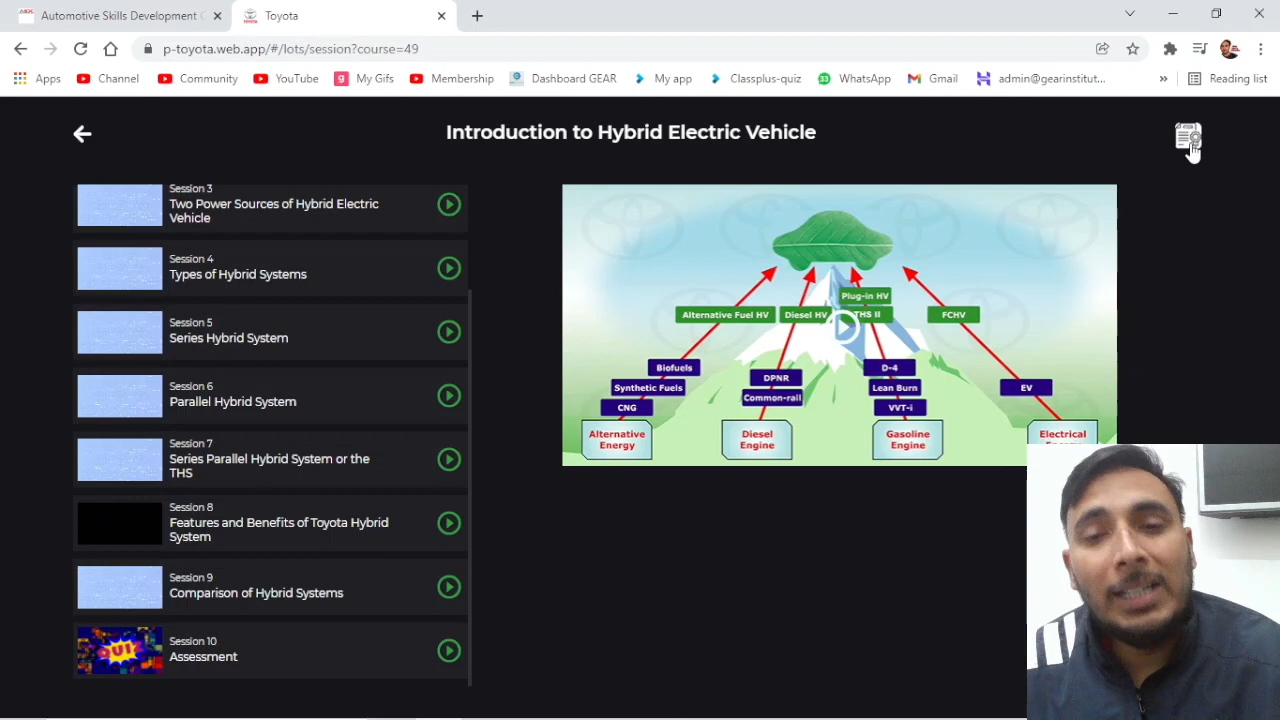 Automotive Skills Development C
Toyota
p-toyota.web.app/#/lots/session?course=49
Apps
Channel
Community
YouTube
My Gifs
Membership
Dashboard GEAR
My app
Classplus-quiz
WhatsApp
Gmail
admin@gearinstitut...
»
Reading list
Introduction to Hybrid Electric Vehicle
Session 3
Two Power Sources of Hybrid Electric
Vehicle
Session 4
Types of Hybrid Systems
Session 5
Series Hybrid System
Session 6
Parallel Hybrid System
Session 7
Series Parallel Hybrid System or the
THS
Session 8
Features and Benefits of Toyota Hybrid
System
Session 9
Comparison of Hybrid Systems
QUIZ
Session 10
Assessment
Plug-in HV
Alternative Fuel HV
Diesel HV
THS II
FCHV
Biofuels
Synthetic Fuels
CNG
DPNR
Common-rail
D-4
Lean Burn
VVT-i
EV
Alternative
Energy
Diesel
Engine
Gasoline
Engine
Electrical